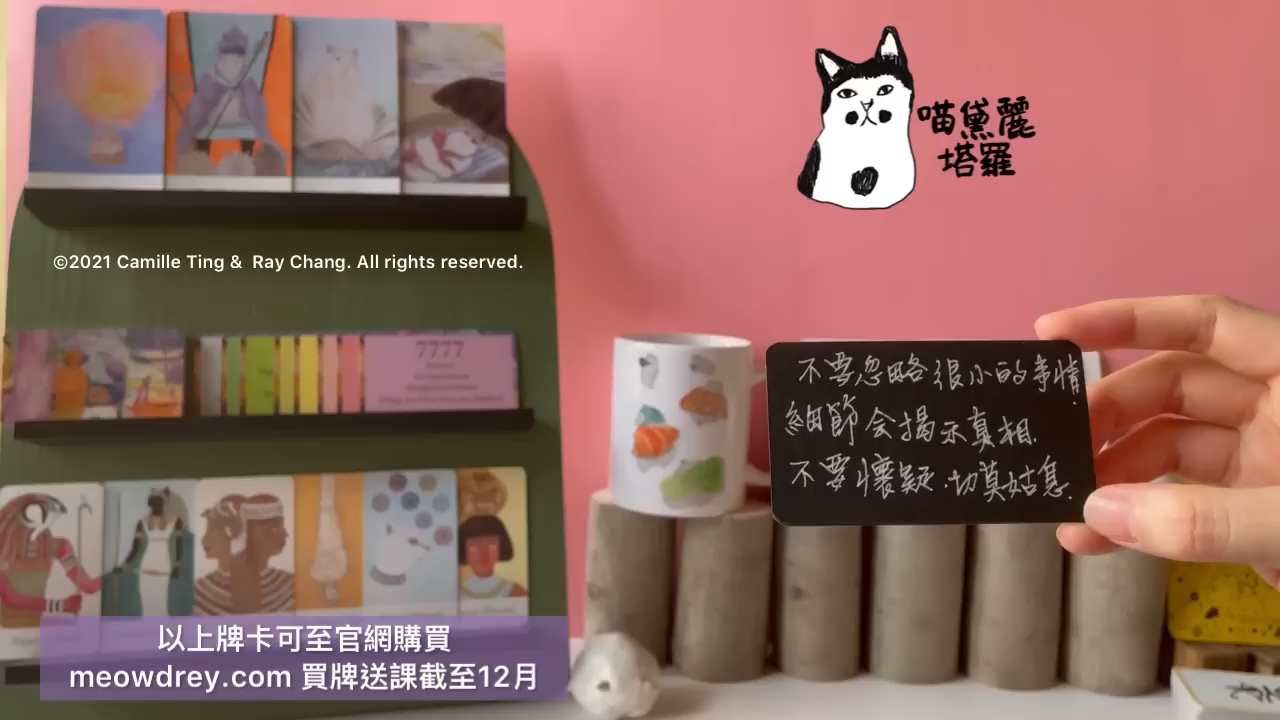 喵黛麗
塔羅
©2021 Camille Ting & Ray Chang. All rights reserved.
7777
不要忽略很小的事情.
細節会揭示真相.
不要懷疑.切莫姑息.
以上牌卡可至官網購買
meowdrey.com 買牌送課截至12月